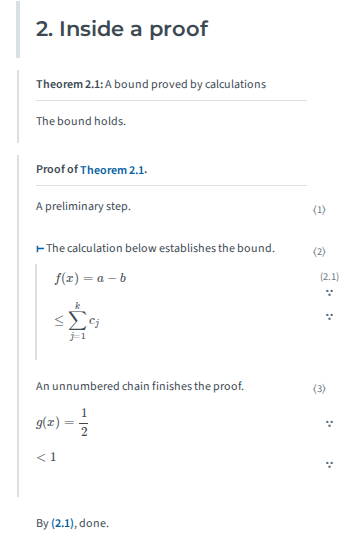 2. Inside a proof
Theorem 2.1: A bound proved by calculations
The bound holds.
Proof of Theorem 2.1.
A preliminary step. ⟨1⟩
⊢ The calculation below establishes the bound. ⟨2⟩
f(x) = a − b (2.1) ∵
≤ ∑_{j=1}^{k} c_j ∵
An unnumbered chain finishes the proof. ⟨3⟩
g(x) = 1/2 ∵
< 1 ∵
By (2.1), done.